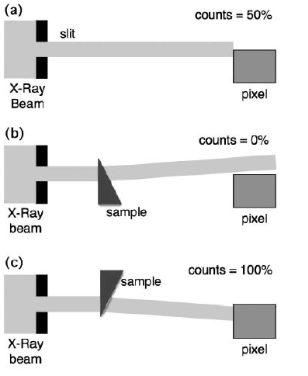 (a)
counts = 50%
slit
X-Ray
Beam
pixel
(b)
counts = 0%
sample
X-Ray
beam
pixel
(c)
sample
counts = 100%
X-Ray
beam
pixel